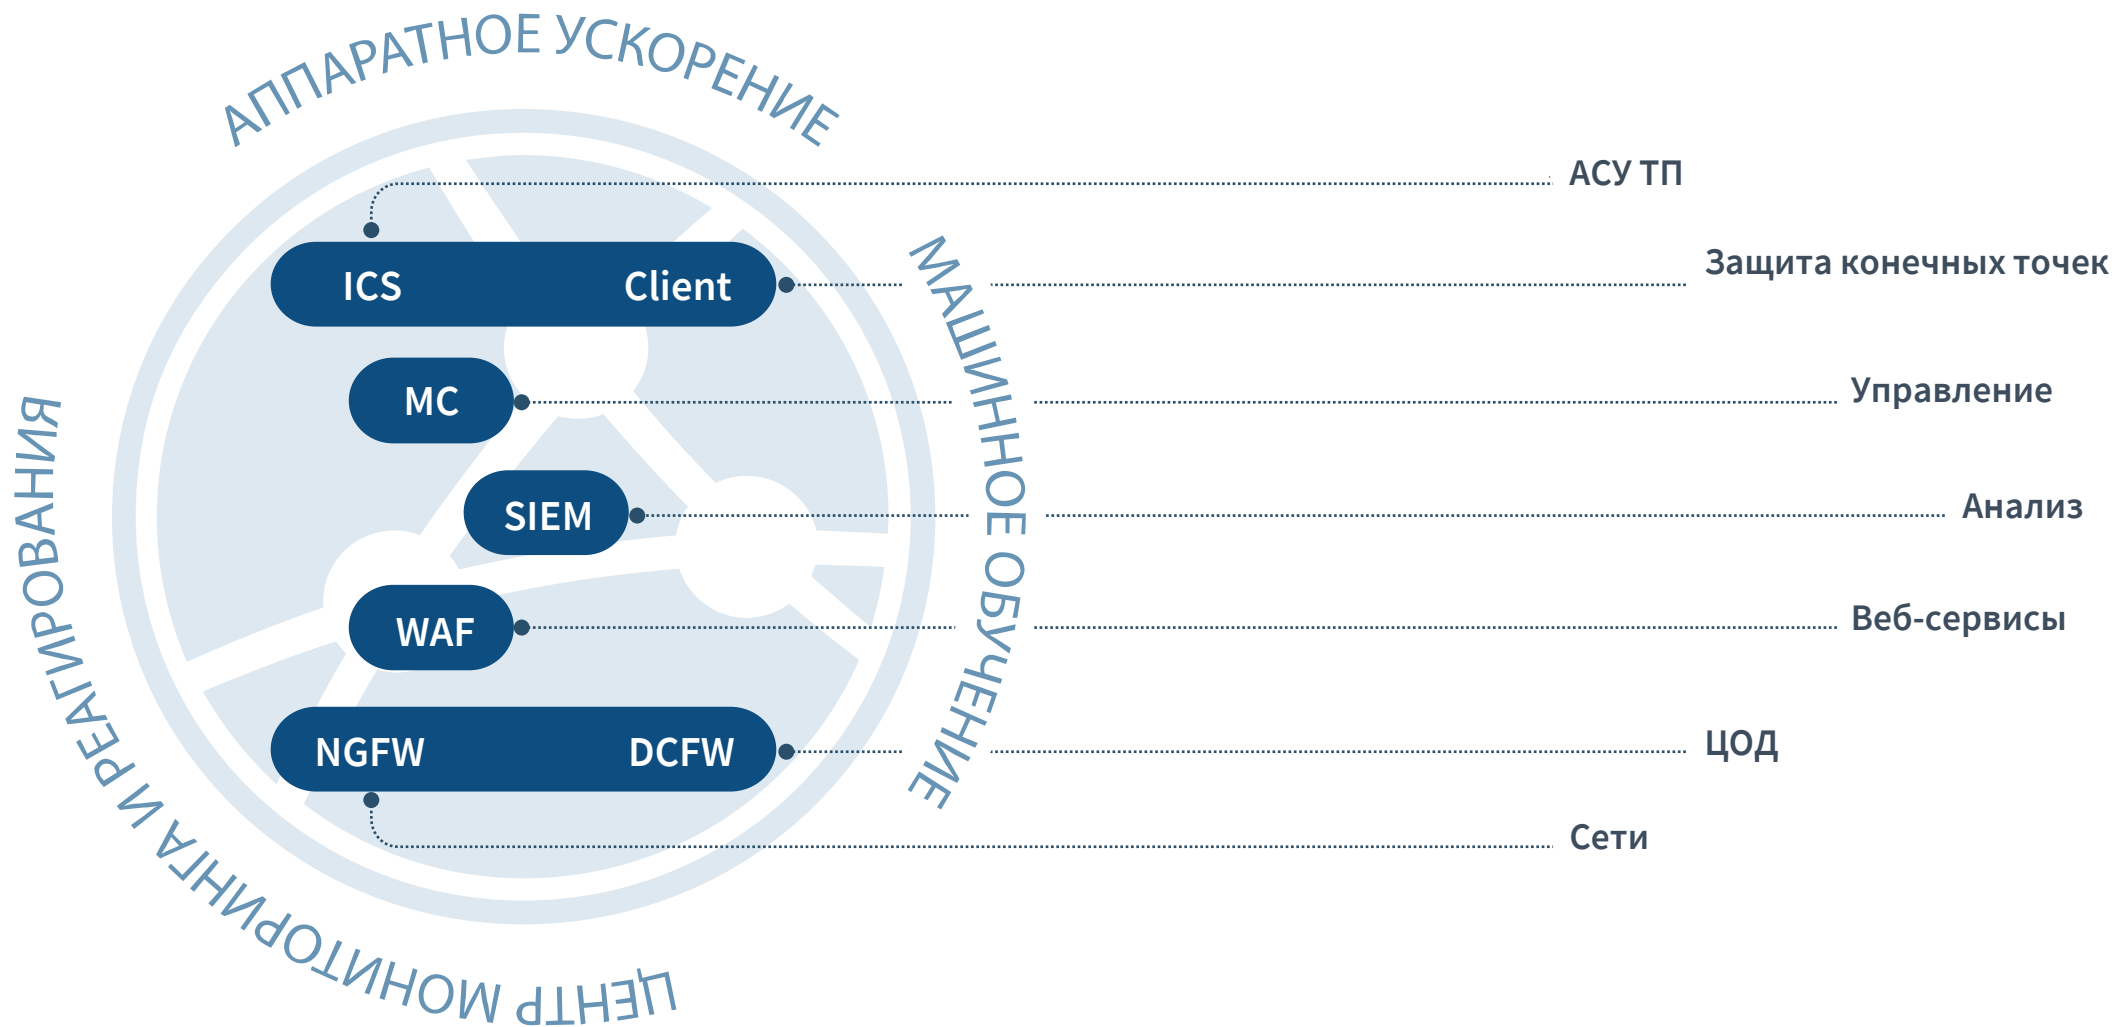 АППАРАТНОЕ УСКОРЕНИЕ
АСУ ТП
ICS
Client
Защита конечных точек
МАШИННОЕ ОБУЧЕНИЕ
MC
Управление
SIEM
Анализ
WAF
Веб-сервисы
NGFW
DCFW
ЦОД
Сети
ЦЕНТР МОНИТОРИНГА И РЕАГИРОВАНИЯ